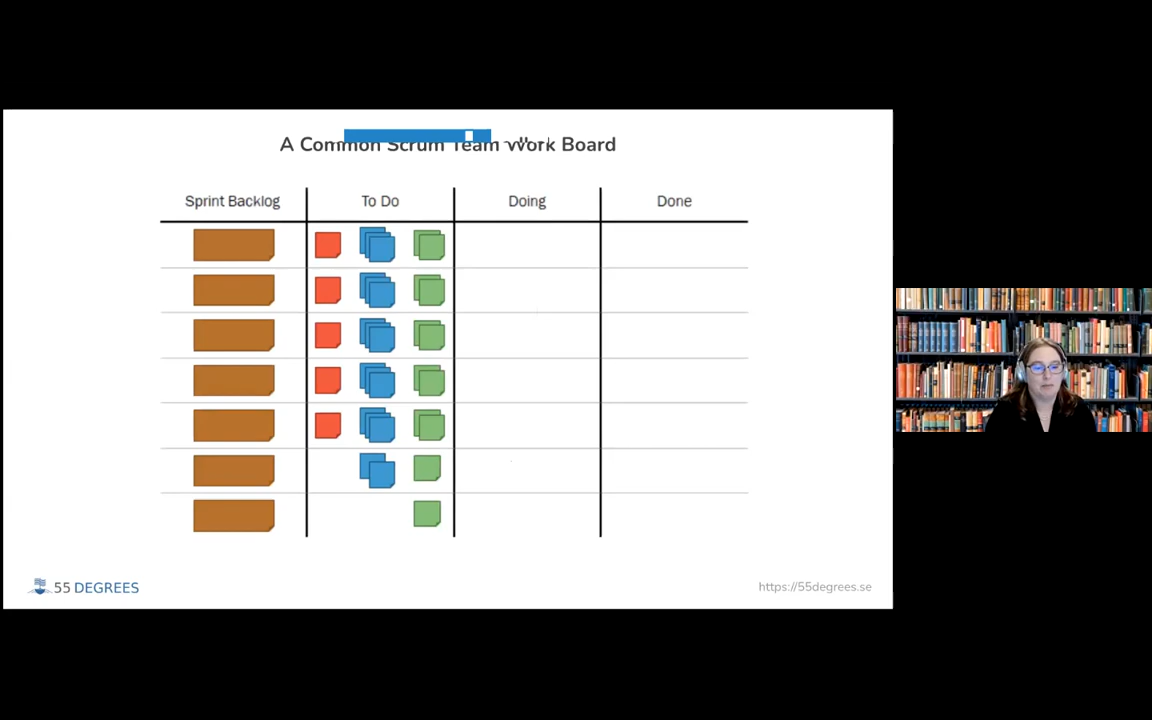 A Common Scrum Team Work Board
Sprint Backlog To Do Doing Done
55 DEGREES
https://55degrees.se